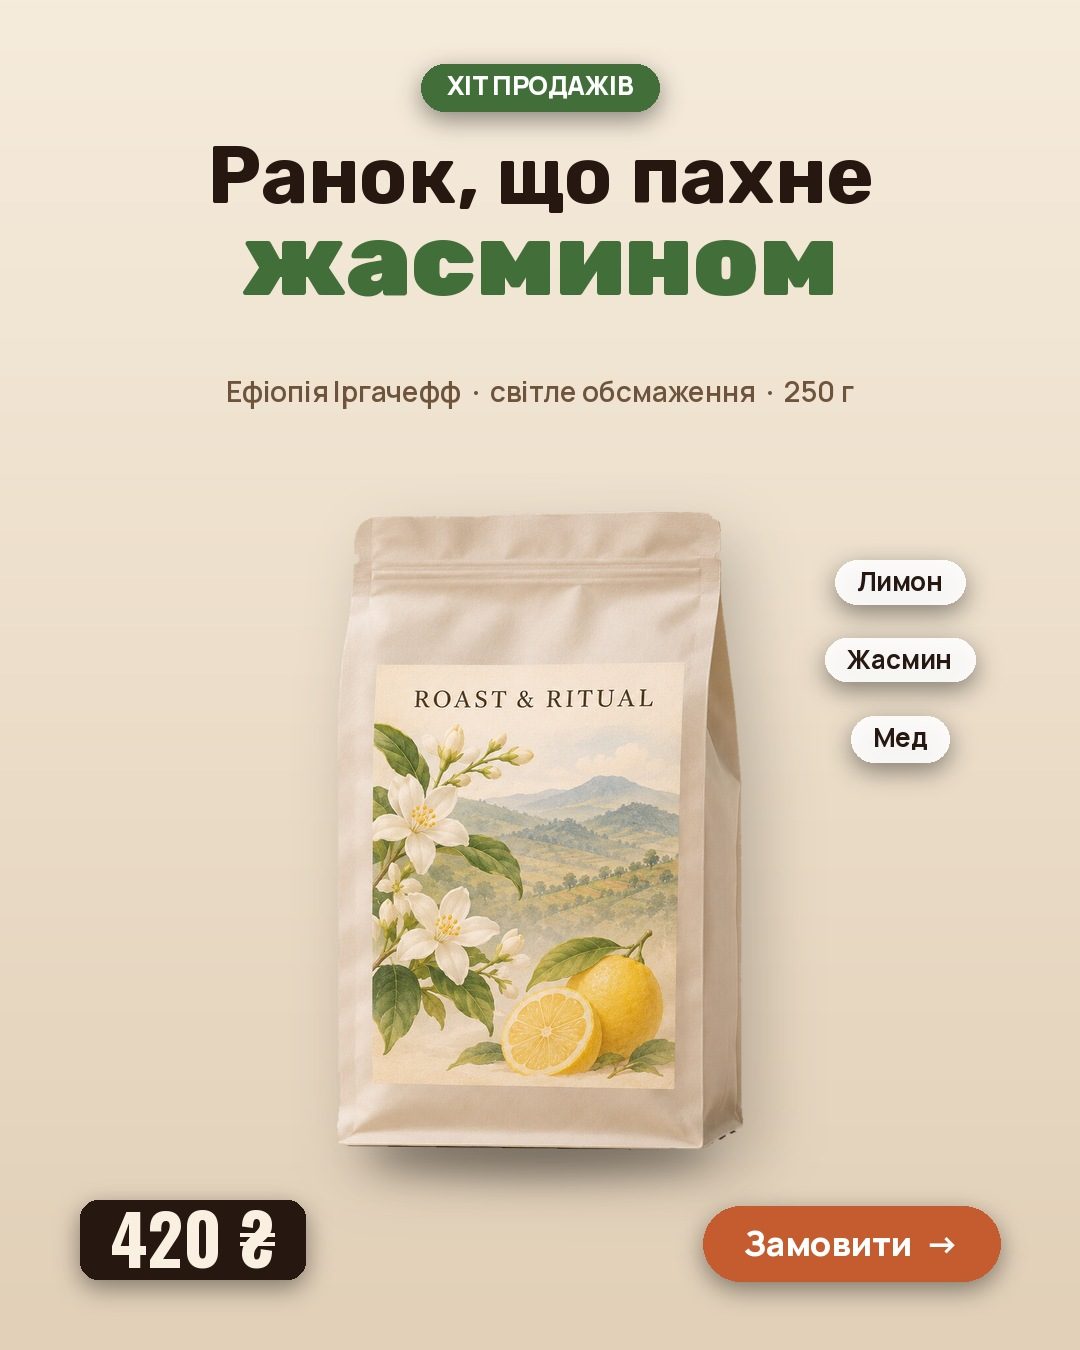 ХІТ ПРОДАЖІВ
Ранок, що пахне
жасмином
Ефіопія Іргачефф · світле обсмаження · 250 г
ROAST & RITUAL
Лимон
Жасмин
Мед
420 ₴
Замовити →